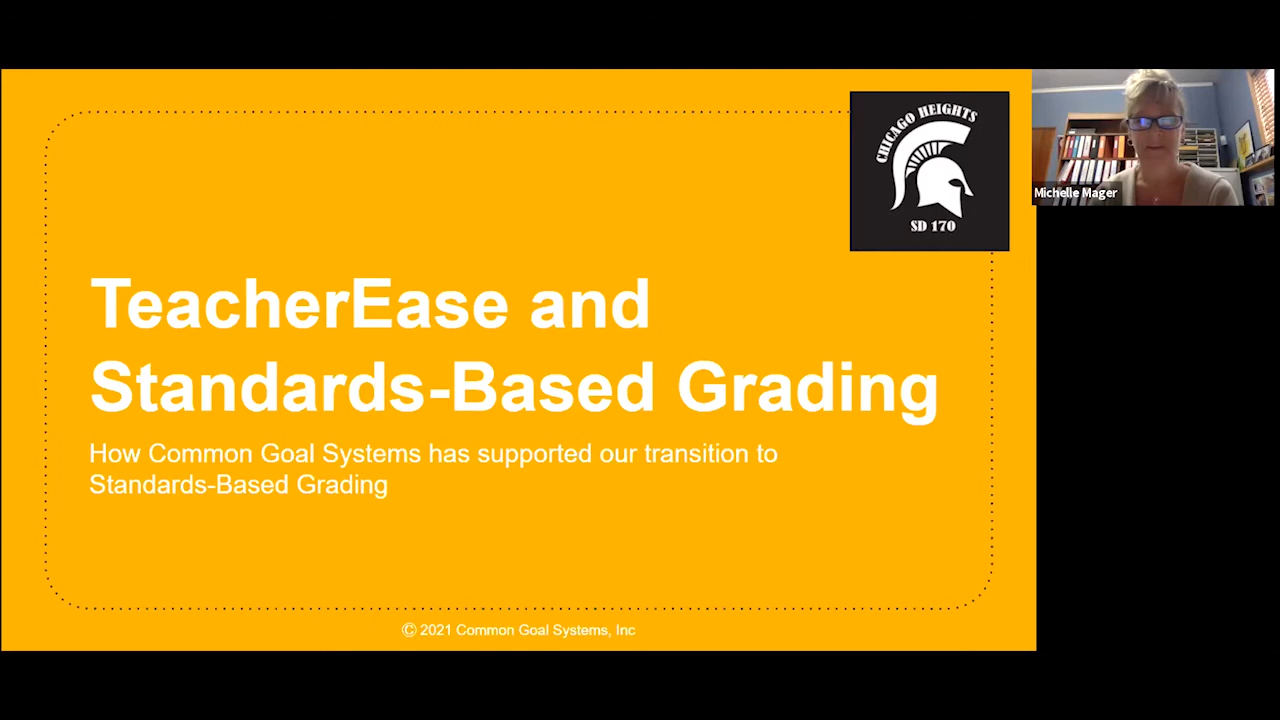 CHICAGO HEIGHTS
SD 170
Michelle Mager
TeacherEase and
Standards-Based Grading
How Common Goal Systems has supported our transition to
Standards-Based Grading
© 2021 Common Goal Systems, Inc